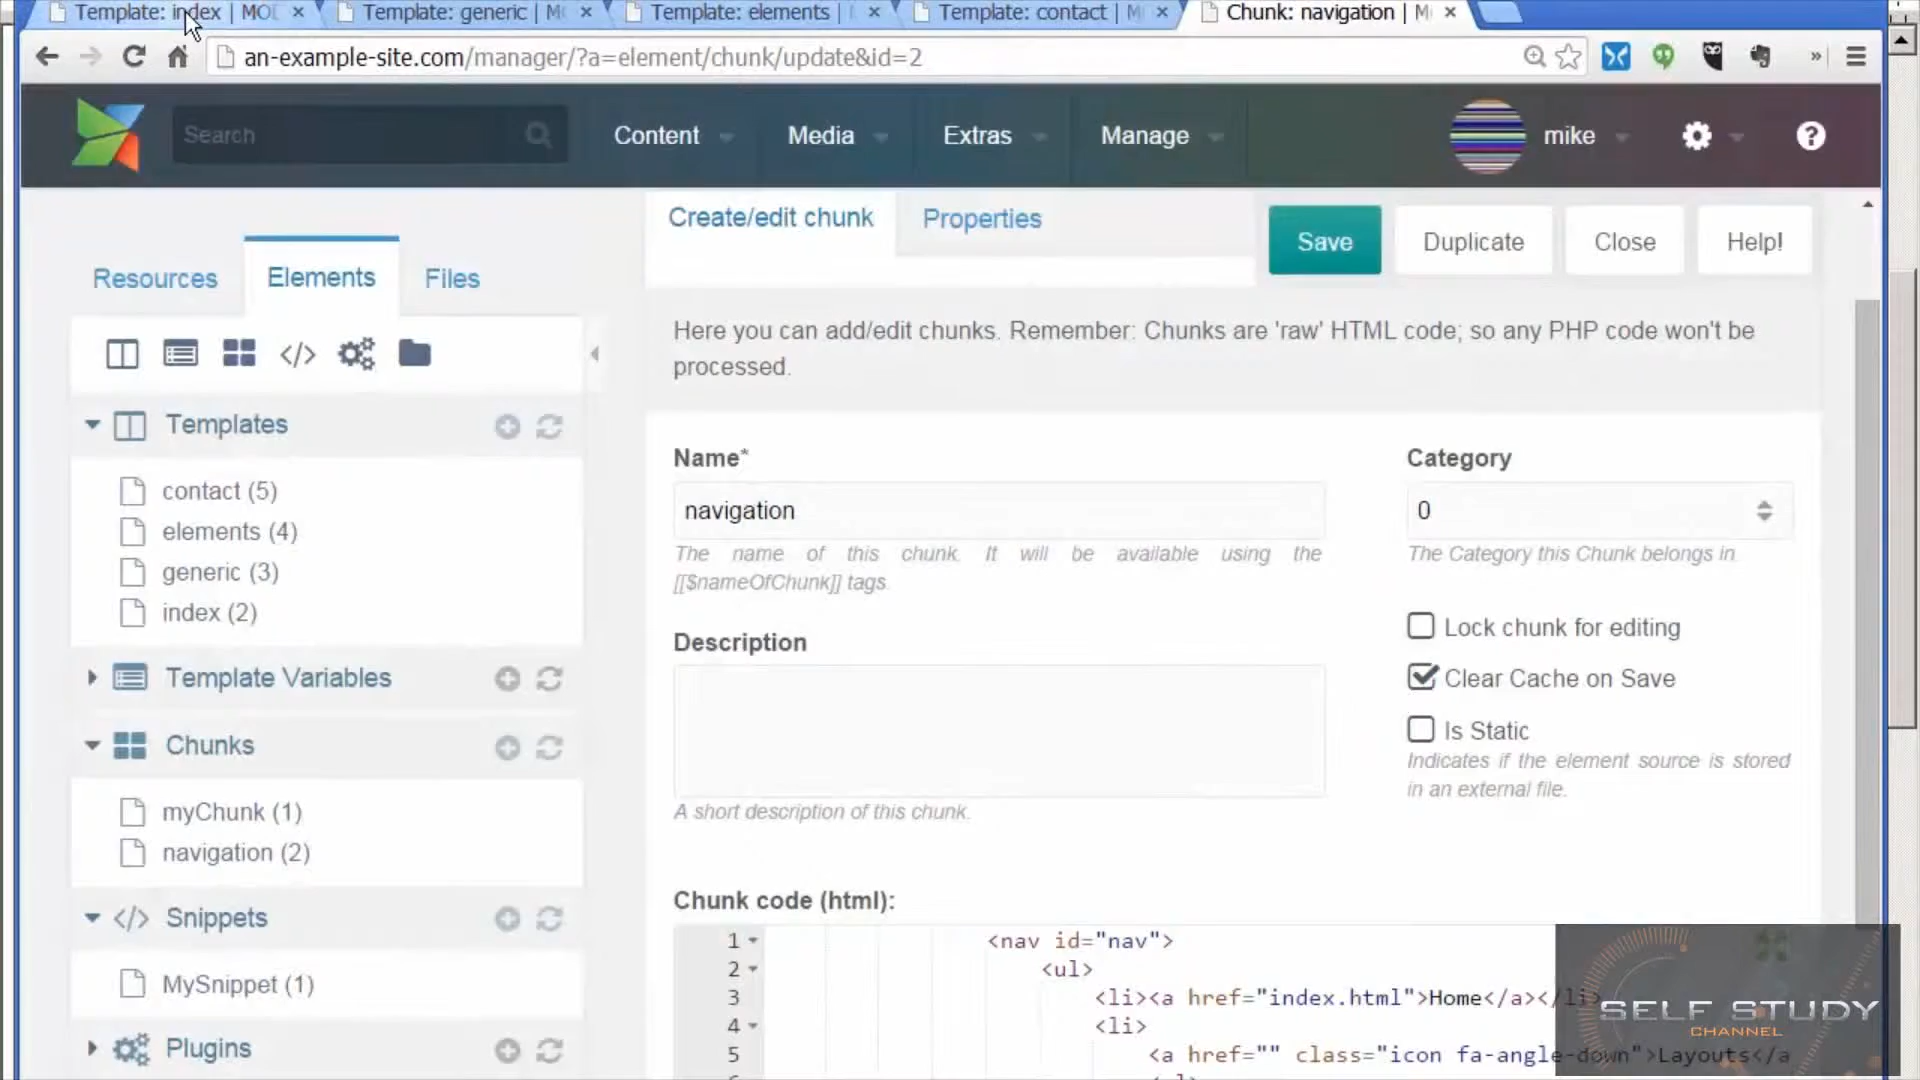 Template: index | MOD
Template: generic | M
Template: elements |
Template: contact | M
Chunk: navigation | M
an-example-site.com/manager/?a=element/chunk/update&id=2
Search
Content
Media
Extras
Manage
mike
Resources
Elements
Files
Create/edit chunk
Properties
Save
Duplicate
Close
Help!
Here you can add/edit chunks. Remember: Chunks are 'raw' HTML code; so any PHP code won't be
processed.
Templates
contact (5)
elements (4)
generic (3)
index (2)
Template Variables
Chunks
myChunk (1)
navigation (2)
Snippets
MySnippet (1)
Plugins
Name*
navigation
The name of this chunk. It will be available using the
[[$nameOfChunk]] tags.
Description
A short description of this chunk.
Category
0
The Category this Chunk belongs in.
Lock chunk for editing
Clear Cache on Save
Is Static
Indicates if the element source is stored
in an external file.
Chunk code (html):
1 <nav id="nav">
2 <ul>
3 <li><a href="index.html">Home</a></li>
4 <li>
5 <a href="" class="icon fa-angle-down">Layouts</a
SELF STUDY
CHANNEL